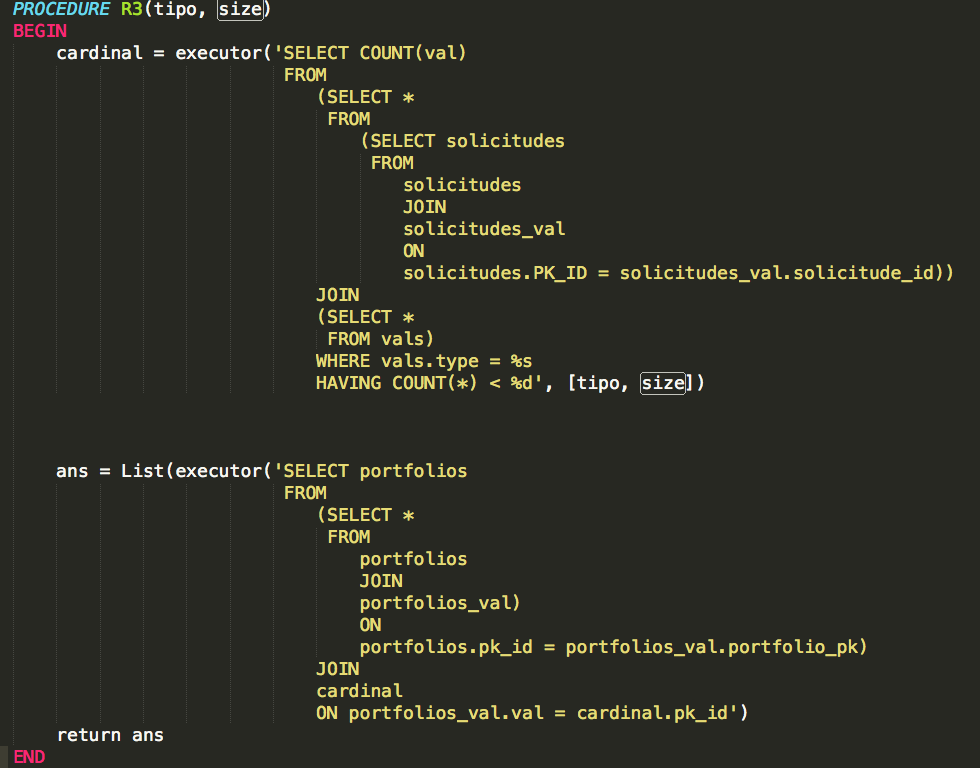 PROCEDURE R3(tipo, size)
BEGIN
cardinal = executor('SELECT COUNT(val)
FROM
(SELECT *
FROM
(SELECT solicitudes
FROM
solicitudes
JOIN
solicitudes_val
ON
solicitudes.PK_ID = solicitudes_val.solicitude_id))
JOIN
(SELECT *
FROM vals)
WHERE vals.type = %s
HAVING COUNT(*) < %d', [tipo, size])
ans = List(executor('SELECT portfolios
FROM
(SELECT *
FROM
portfolios
JOIN
portfolios_val)
ON
portfolios.pk_id = portfolios_val.portfolio_pk)
JOIN
cardinal
ON portfolios_val.val = cardinal.pk_id')
return ans
END